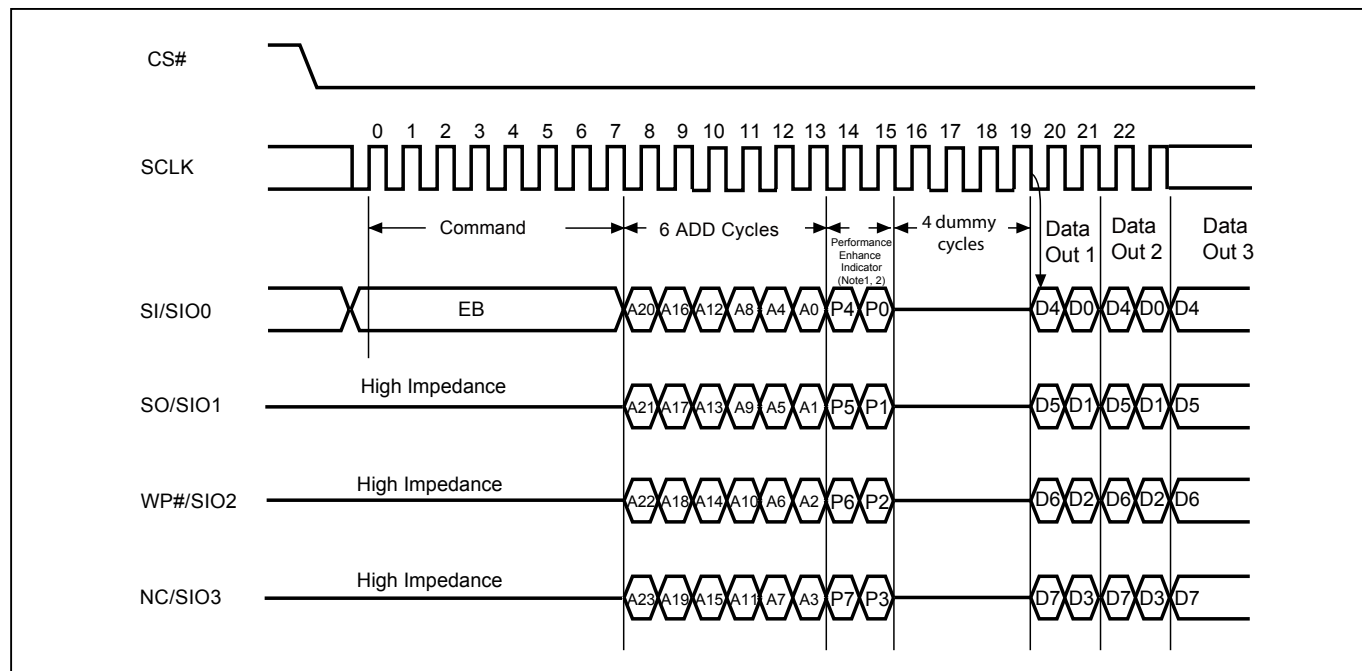 CS#
0 1 2 3 4 5 6 7 8 9 10 11 12 13 14 15 16 17 18 19 20 21 22
SCLK
Command
6 ADD Cycles
Performance
Enhance
Indicator
(Note1, 2)
4 dummy
cycles
Data
Out 1
Data
Out 2
Data
Out 3
SI/SIO0
EB
A20 A16 A12 A8 A4 A0 P4 P0 D4 D0 D4 D0 D4
High Impedance
SO/SIO1
A21 A17 A13 A9 A5 A1 P5 P1 D5 D1 D5 D1 D5
High Impedance
WP#/SIO2
A22 A18 A14 A10 A6 A2 P6 P2 D6 D2 D6 D2 D6
High Impedance
NC/SIO3
A23 A19 A15 A11 A7 A3 P7 P3 D7 D3 D7 D3 D7